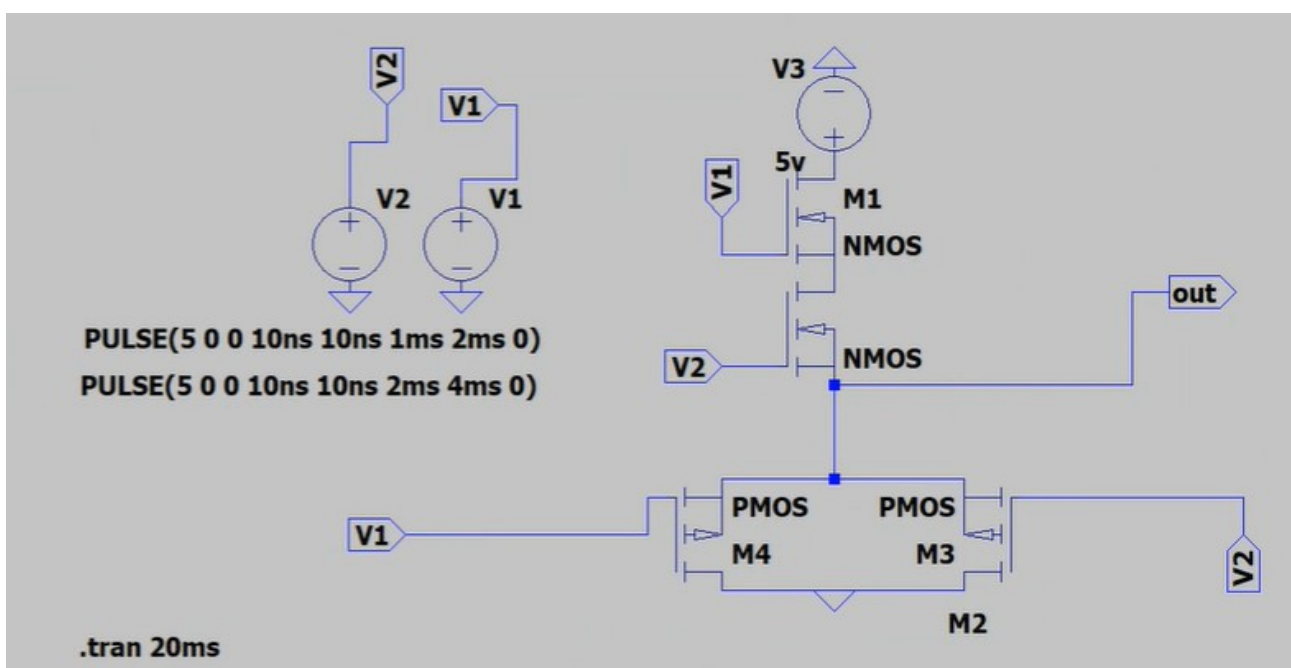 V2
V1
V3
V2
V1
5v
V1
M1
NMOS
out
PULSE(5 0 0 10ns 10ns 1ms 2ms 0)
V2
NMOS
PULSE(5 0 0 10ns 10ns 2ms 4ms 0)
PMOS
PMOS
V1
M4
M3
V2
M2
.tran 20ms